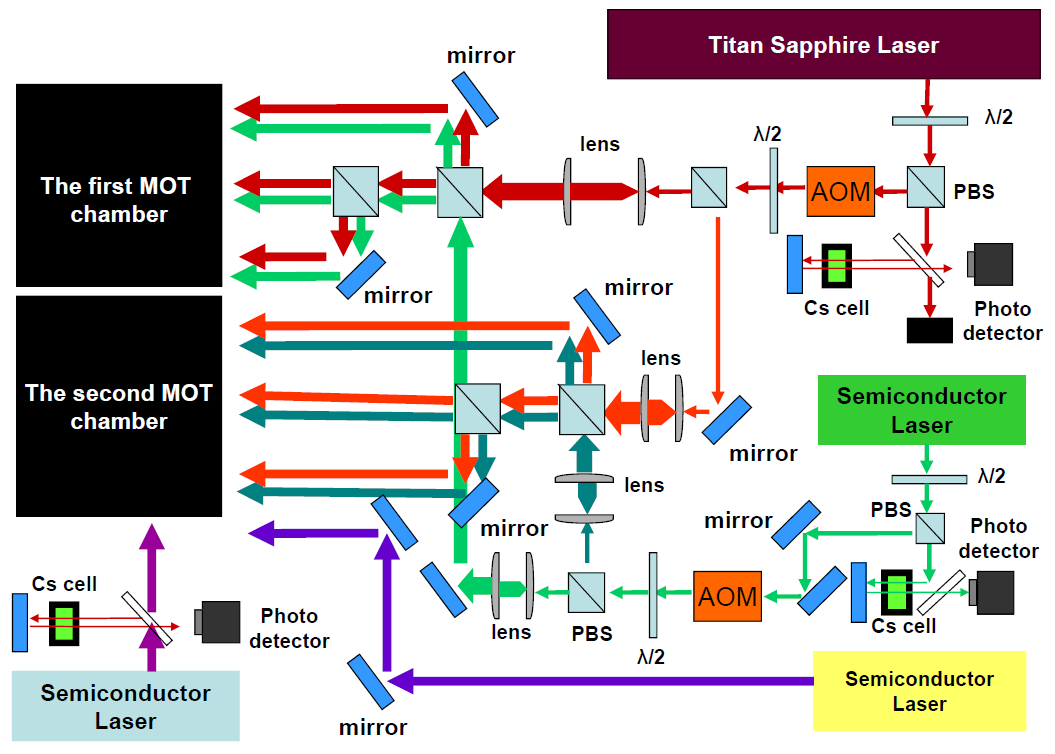 Titan Sapphire Laser
mirror
λ/2
λ/2
lens
The first MOT
chamber
AOM
PBS
mirror
Cs cell
Photo
detector
mirror
lens
The second MOT
chamber
Semiconductor
Laser
mirror
lens
λ/2
mirror
mirror
PBS
Photo
detector
Cs cell
AOM
Cs cell
Photo
detector
lens
PBS
λ/2
Semiconductor
Laser
mirror
Semiconductor
Laser